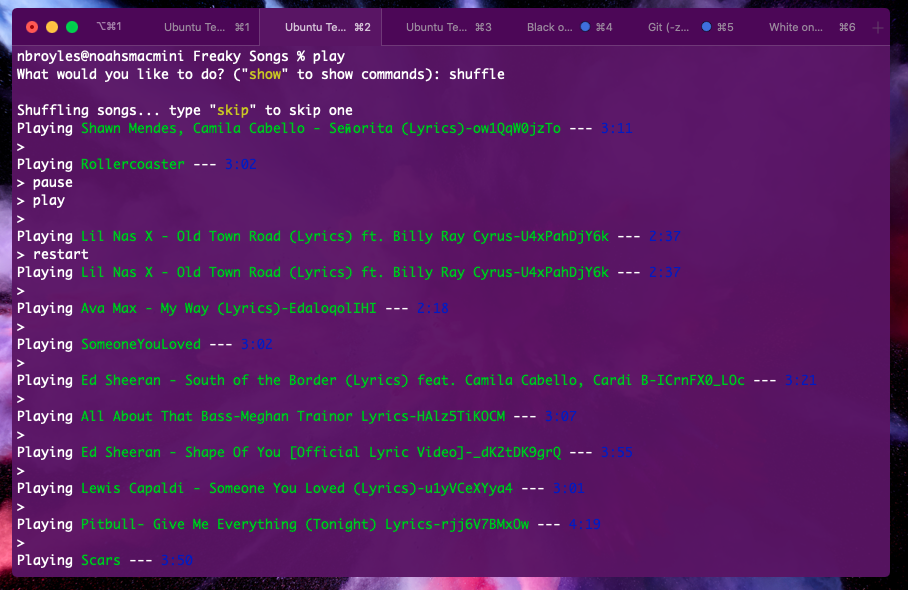 ⌥⌘1 Ubuntu Te... ⌘1 Ubuntu Te... ⌘2 Ubuntu Te... ⌘3 Black o... ⌘4 Git (-z... ⌘5 White on... ⌘6 +
nbroyles@noahsmacmini Freaky Songs % play
What would you like to do? ("show" to show commands): shuffle
Shuffling songs... type "skip" to skip one
Playing Shawn Mendes, Camila Cabello - Señorita (Lyrics)-ow1QqW0jzTo --- 3:11
>
Playing Rollercoaster --- 3:02
> pause
> play
>
Playing Lil Nas X - Old Town Road (Lyrics) ft. Billy Ray Cyrus-U4xPahDjY6k --- 2:37
> restart
Playing Lil Nas X - Old Town Road (Lyrics) ft. Billy Ray Cyrus-U4xPahDjY6k --- 2:37
>
Playing Ava Max - My Way (Lyrics)-EdaloqolIHI --- 2:18
>
Playing SomeoneYouLoved --- 3:02
>
Playing Ed Sheeran - South of the Border (Lyrics) feat. Camila Cabello, Cardi B-ICrnFX0_LOc --- 3:21
>
Playing All About That Bass-Meghan Trainor Lyrics-HAlz5TiKOCM --- 3:07
>
Playing Ed Sheeran - Shape Of You [Official Lyric Video]-_dK2tDK9grQ --- 3:55
>
Playing Lewis Capaldi - Someone You Loved (Lyrics)-u1yVCeXYya4 --- 3:01
>
Playing Pitbull- Give Me Everything (Tonight) Lyrics-rjj6V7BMxOw --- 4:19
>
Playing Scars --- 3:50